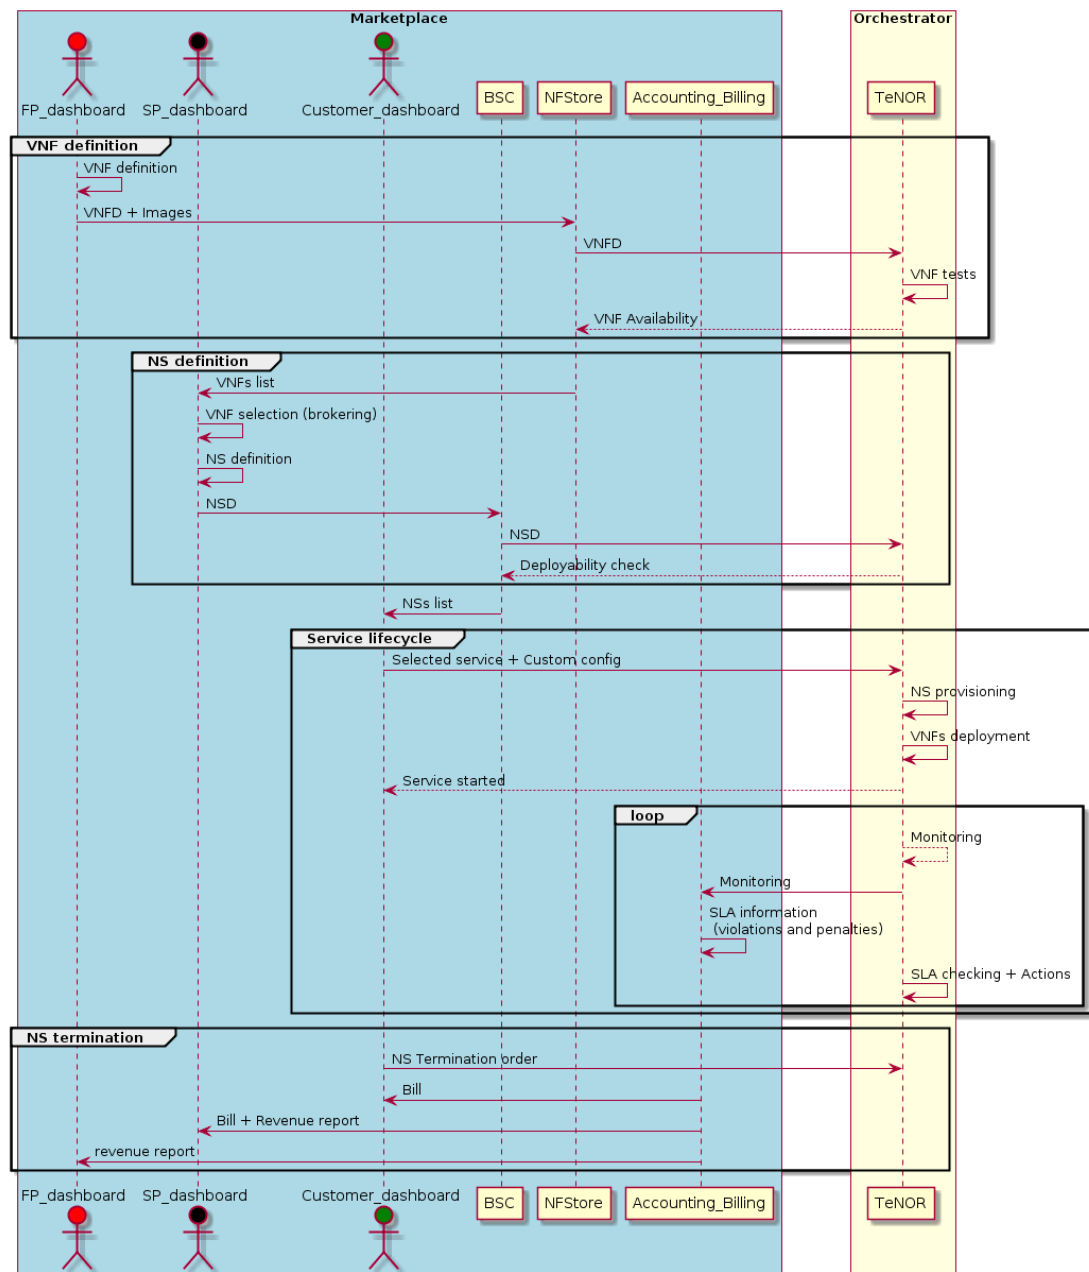 Marketplace
Orchestrator
FP_dashboard
SP_dashboard
Customer_dashboard
BSC
NFStore
Accounting_Billing
TeNOR
VNF definition
VNF definition
VNFD + Images
VNFD
VNF tests
VNF Availability
NS definition
VNFs list
VNF selection (brokering)
NS definition
NSD
NSD
Deployability check
NSs list
Service lifecycle
Selected service + Custom config
NS provisioning
VNFs deployment
Service started
loop
Monitoring
Monitoring
SLA information
(violations and penalties)
SLA checking + Actions
NS termination
NS Termination order
Bill
Bill + Revenue report
revenue report
FP_dashboard
SP_dashboard
Customer_dashboard
BSC
NFStore
Accounting_Billing
TeNOR